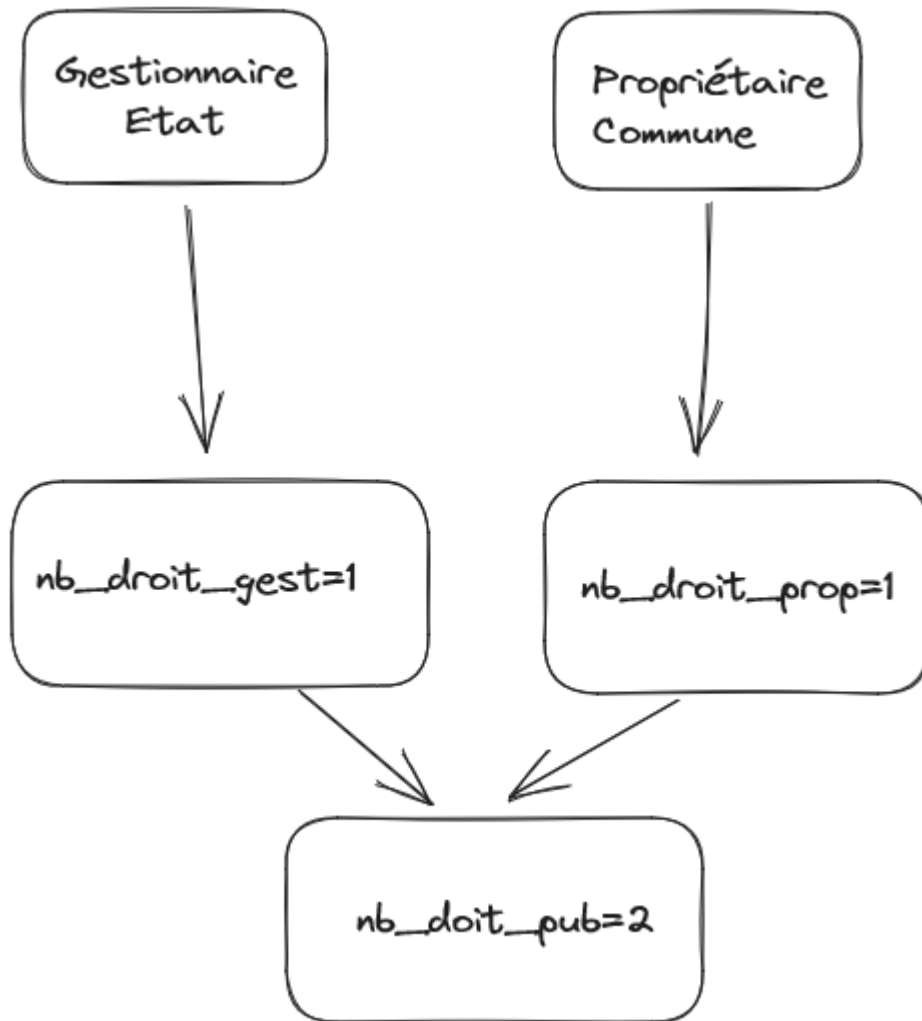 Gestionnaire
Etat
Propriétaire
Commune
nb_droit_gest=1
nb_droit_prop=1
nb_doit_pub=2